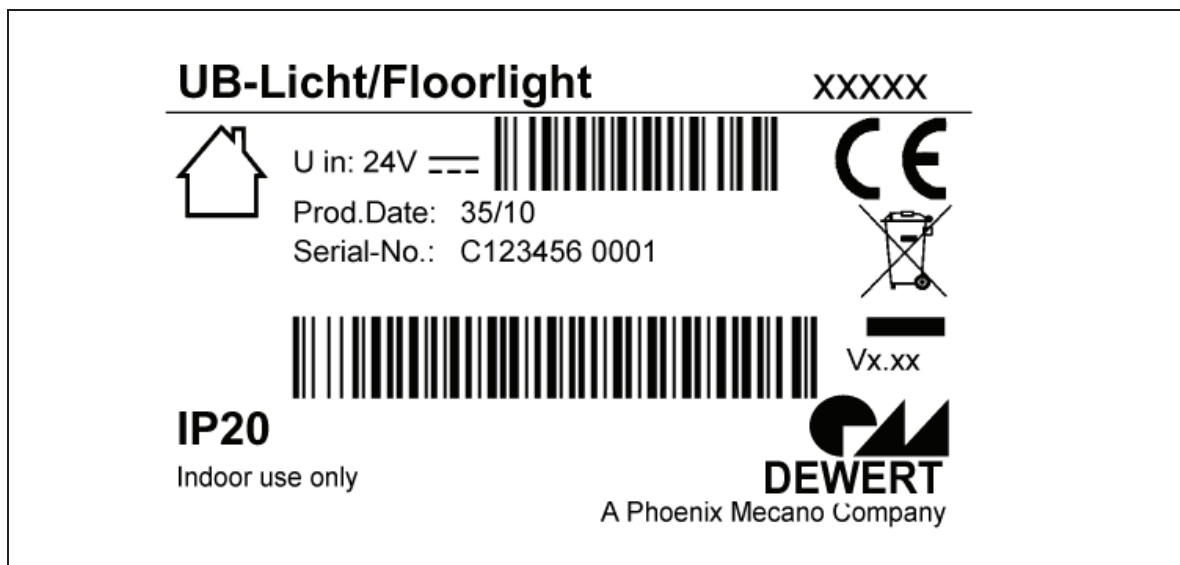 UB-Licht/Floorlight xxxxx
U in: 24V
CE
Prod.Date: 35/10
Serial-No.: C123456 0001
Vx.xx
IP20
Indoor use only
DEWERT
A Phoenix Mecano Company